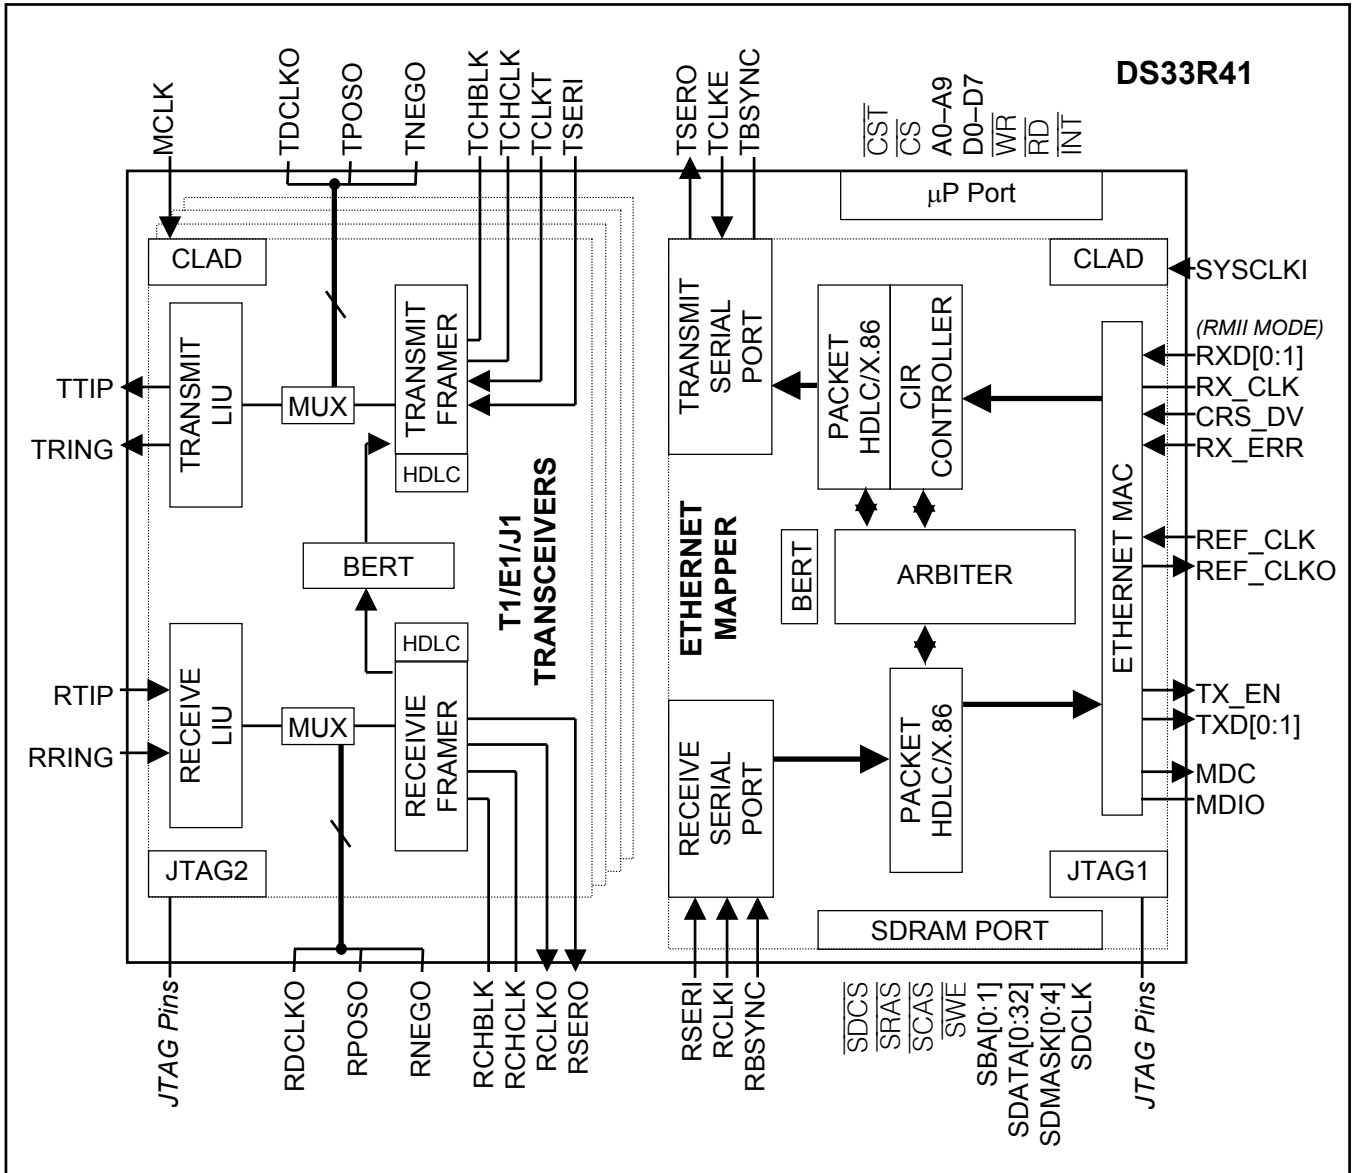 DS33R41
MCLK
TDCLKO
TPOSO
TNEGO
TCHBLK
TCHCLK
TCLKT
TSERI
TSERO
TCLKE
TBSYNC
CST
CS
A0–A9
D0–D7
WR
RD
INT
µP Port
CLAD
CLAD
SYSCLKI
TRANSMIT
LIU
MUX
TRANSMIT
FRAMER
HDLC
TRANSMIT
SERIAL
PORT
PACKET
HDLC/X.86
CIR
CONTROLLER
(RMII MODE)
RXD[0:1]
RX_CLK
CRS_DV
RX_ERR
TTIP
TRING
BERT
T1/E1/J1
TRANSCEIVERS
ETHERNET
MAPPER
BERT
ARBITER
ETHERNET MAC
REF_CLK
REF_CLKO
RTIP
RRING
RECEIVE
LIU
MUX
HDLC
RECEIVIE
FRAMER
RECEIVE
SERIAL
PORT
PACKET
HDLC/X.86
TX_EN
TXD[0:1]
MDC
MDIO
JTAG2
JTAG1
SDRAM PORT
JTAG Pins
RDCLKO
RPOSO
RNEGO
RCHBLK
RCHCLK
RCLKO
RSERO
RSERI
RCLKI
RBSYNC
SDCS
SRAS
SCAS
SWE
SBA[0:1]
SDATA[0:32]
SDMASK[0:4]
SDCLK
JTAG Pins